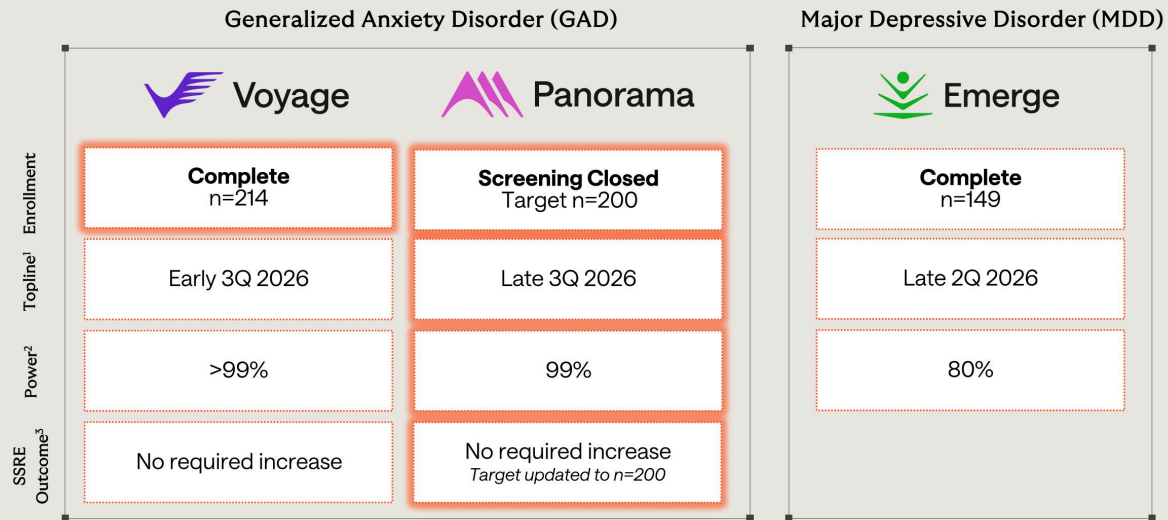 Generalized Anxiety Disorder (GAD)
Major Depressive Disorder (MDD)
Voyage
Panorama
Emerge
Enrollment
Complete
n=214
Screening Closed
Target n=200
Complete
n=149
Topline¹
Early 3Q 2026
Late 3Q 2026
Late 2Q 2026
Power²
>99%
99%
80%
SSRE
Outcome³
No required increase
No required increase
Target updated to n=200